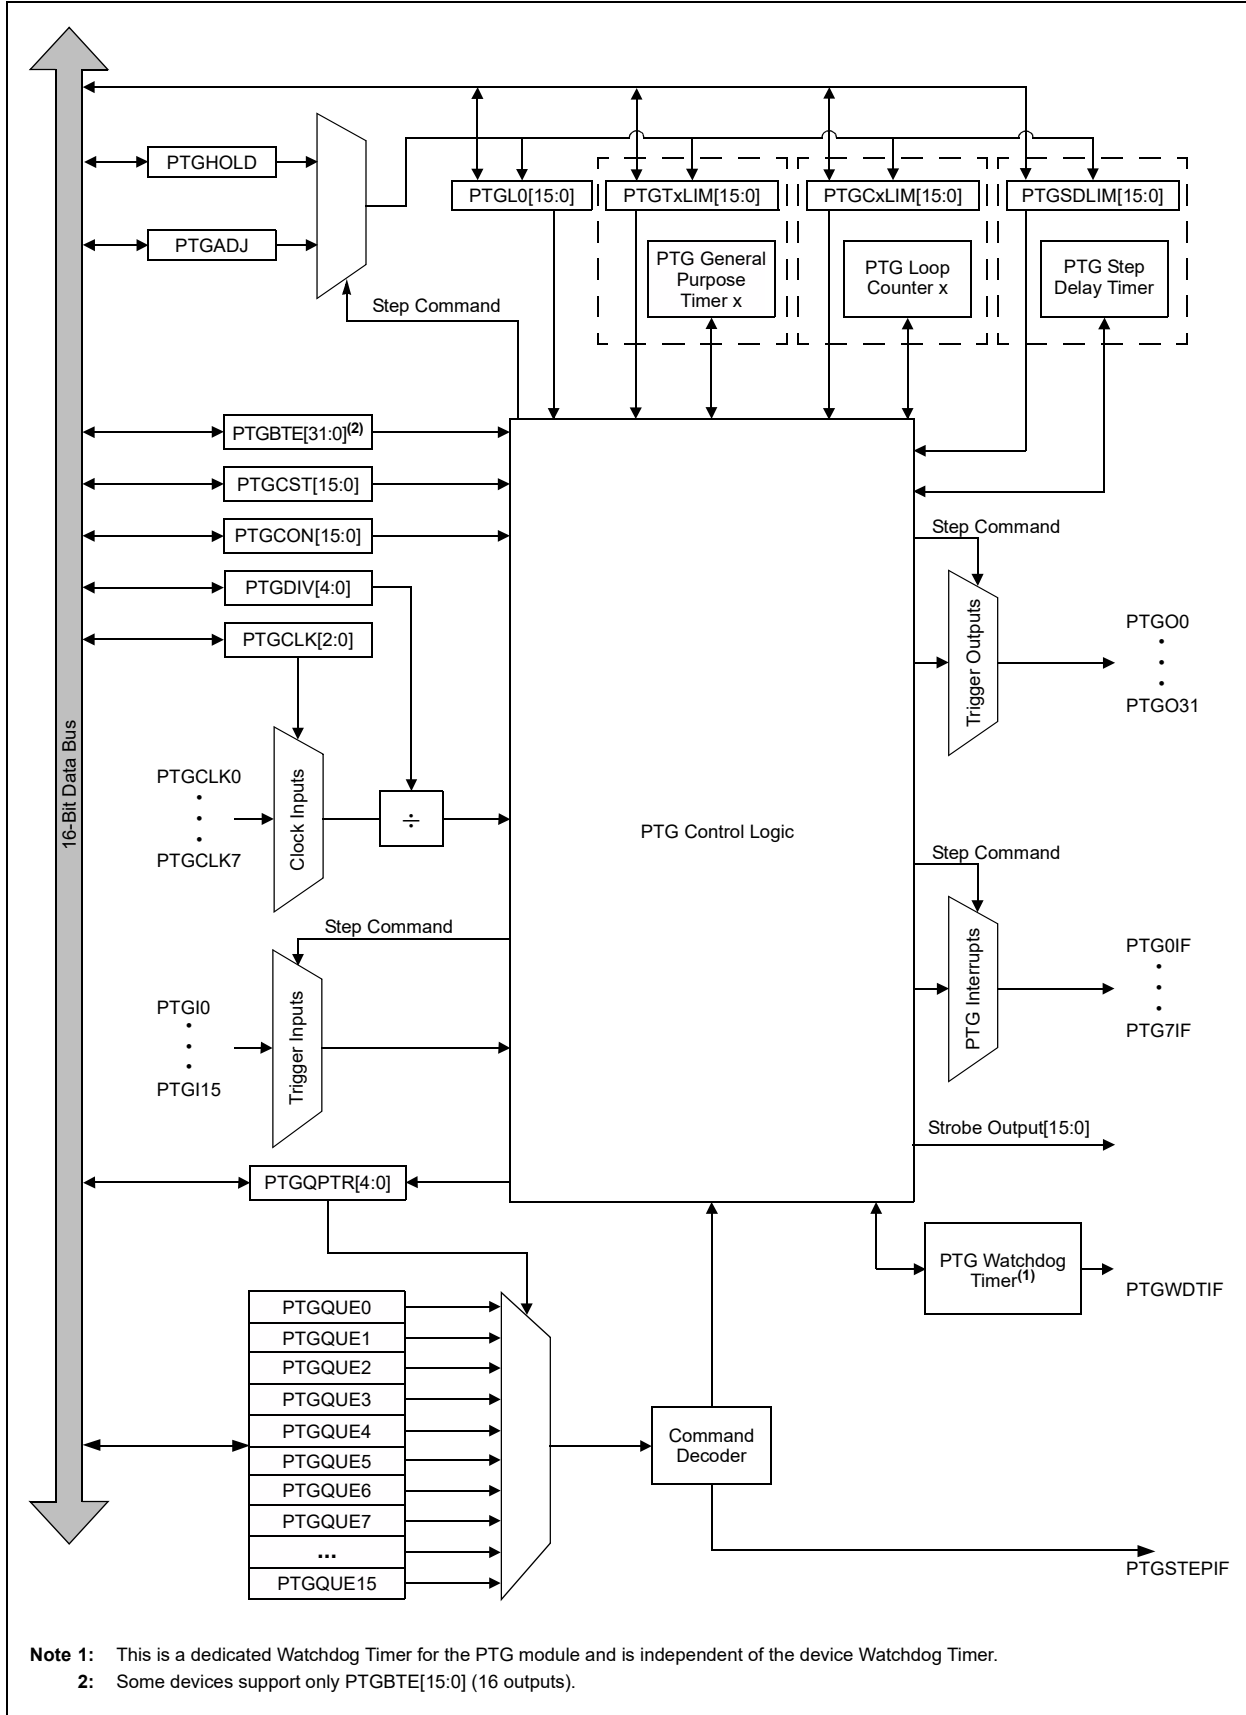 16-Bit Data Bus
PTGHOLD
PTGADJ
Step Command
PTGL0[15:0]
PTGTxLIM[15:0]
PTGCxLIM[15:0]
PTGSDLIM[15:0]
PTG General
Purpose
Timer x
PTG Loop
Counter x
PTG Step
Delay Timer
PTGBTE[31:0](2)
PTGCST[15:0]
PTGCON[15:0]
PTGDIV[4:0]
PTGCLK[2:0]
PTGCLK0
PTGCLK7
Clock Inputs
÷
PTG Control Logic
Step Command
Trigger Outputs
PTGO0
PTGO31
Step Command
PTG Interrupts
PTG0IF
PTG7IF
Step Command
PTGI0
PTGI15
Trigger Inputs
Strobe Output[15:0]
PTGQPTR[4:0]
PTG Watchdog
Timer(1)
PTGWDTIF
PTGQUE0
PTGQUE1
PTGQUE2
PTGQUE3
PTGQUE4
PTGQUE5
PTGQUE6
PTGQUE7
...
PTGQUE15
Command
Decoder
PTGSTEPIF
Note 1: This is a dedicated Watchdog Timer for the PTG module and is independent of the device Watchdog Timer.
2: Some devices support only PTGBTE[15:0] (16 outputs).